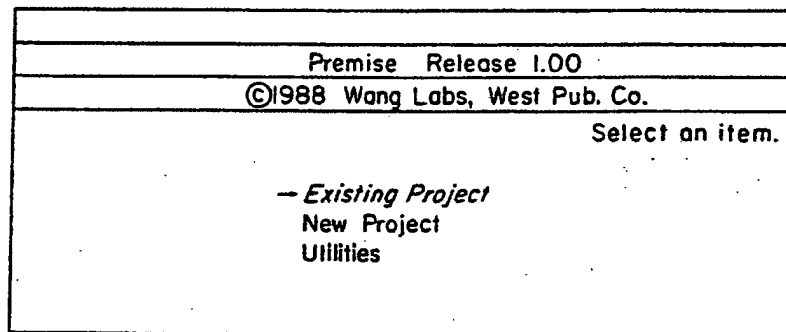 Premise Release 1.00
©1988 Wang Labs, West Pub. Co.
Select an item.
→ Existing Project
New Project
Utilities